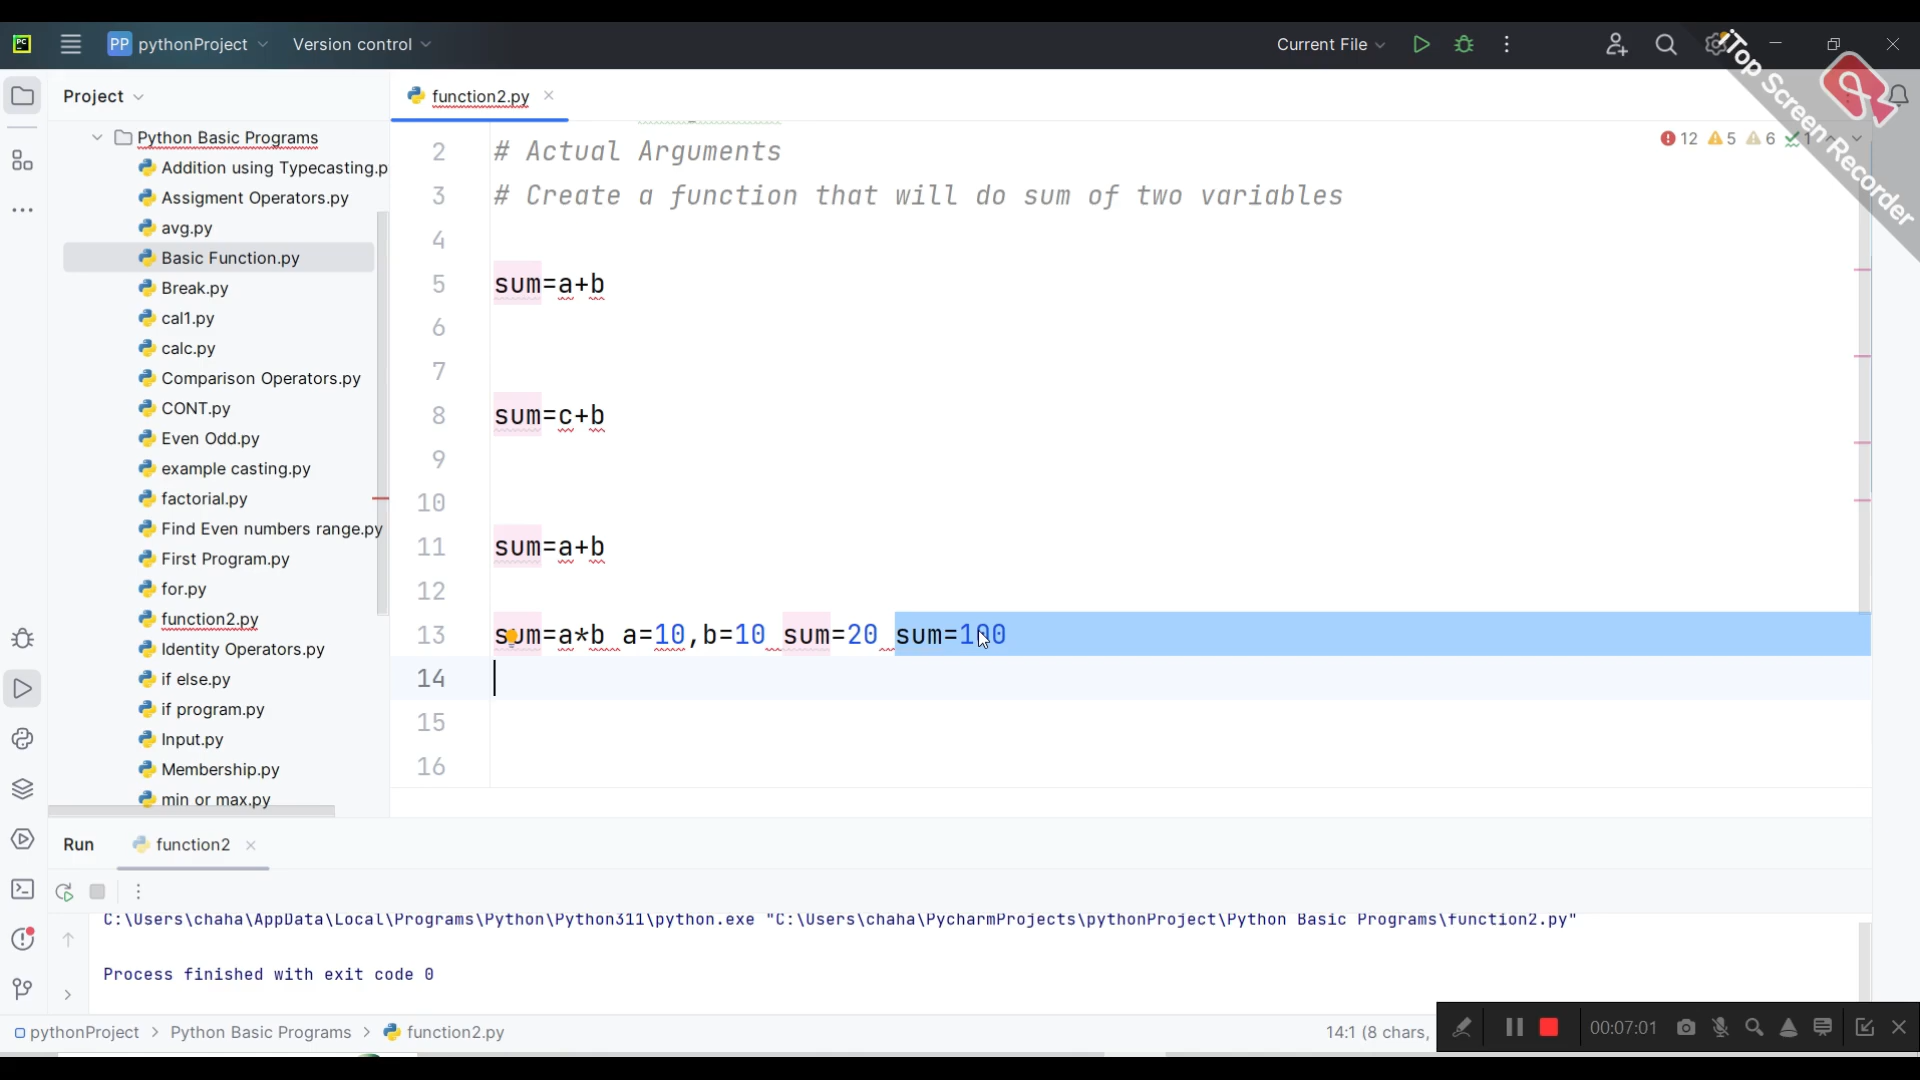 PC
PP pythonProject
Version control
Current File
iTop Screen Recorder
Project
function2.py
12 5 6 1
Python Basic Programs
Addition using Typecasting.p
Assigment Operators.py
avg.py
Basic Function.py
Break.py
cal1.py
calc.py
Comparison Operators.py
CONT.py
Even Odd.py
example casting.py
factorial.py
Find Even numbers range.py
First Program.py
for.py
function2.py
Identity Operators.py
if else.py
if program.py
Input.py
Membership.py
min or max.py
2 # Actual Arguments
3 # Create a function that will do sum of two variables
4
5 sum=a+b
6
7
8 sum=c+b
9
10
11 sum=a+b
12
13 sum=a*b a=10,b=10 sum=20 sum=100
14
15
16
Run function2
C:\Users\chaha\AppData\Local\Programs\Python\Python311\python.exe "C:\Users\chaha\PycharmProjects\pythonProject\Python Basic Programs\function2.py"
Process finished with exit code 0
pythonProject > Python Basic Programs > function2.py
14:1 (8 chars,
00:07:01